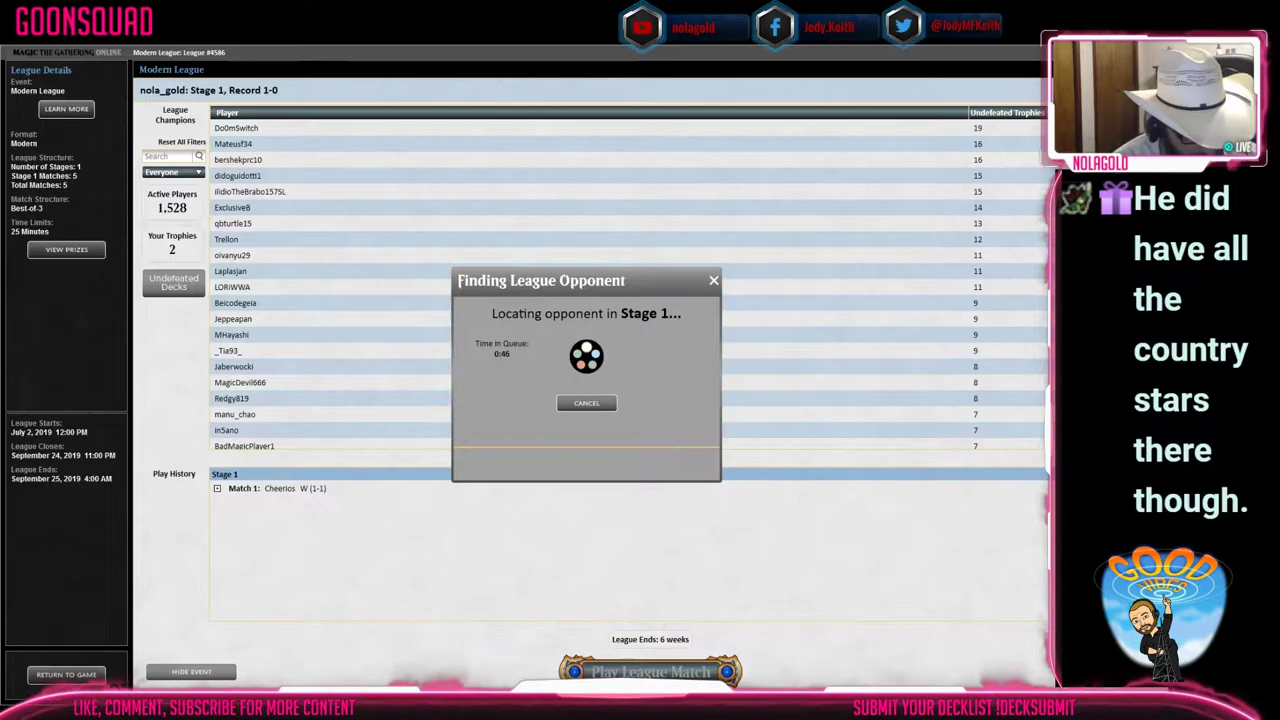 GOONSQUAD
nolagold
Jody.Keith
@JodyMFKeith
MAGIC THE GATHERING ONLINE
Modern League: League #4586
League Details
Event:
Modern League
LEARN MORE
Format:
Modern
League Structure:
Number of Stages: 1
Stage 1 Matches: 5
Total Matches: 5
Match Structure:
Best-of-3
Time Limits:
25 Minutes
VIEW PRIZES
League Starts:
July 2, 2019 12:00 PM
League Closes:
September 24, 2019 11:00 PM
League Ends:
September 25, 2019 4:00 AM
RETURN TO GAME
Modern League
nola_gold: Stage 1, Record 1-0
League
Champions
Reset All Filters
Search
Everyone
Active Players
1,528
Your Trophies
2
Undefeated
Decks
Player Undefeated Trophies
Do0mSwitch 19
Mateusf34 16
bershekprc10 16
didoguidotti1 15
ilidioTheBrabo157SL 15
ExclusiveB 14
qbturtle15 13
Trellon 12
oivanyu29 11
Laplasjan 11
LORiWWA 11
Beicodegeia 9
Jeppeapan 9
MHayashi 9
_Tia93_ 9
Jaberwocki 8
MagicDevil666 8
Redgy819 8
manu_chao 7
in5ano 7
BadMagicPlayer1 7
Finding League Opponent
Locating opponent in Stage 1...
Time in Queue:
0:46
CANCEL
Play History
Stage 1
Match 1: Cheerios W (1-1)
League Ends: 6 weeks
HIDE EVENT
Play League Match
LIVE
NOLAGOLD
He did
have all
the
country
stars
there
though.
GOOD
VIBES
LIKE, COMMENT, SUBSCRIBE FOR MORE CONTENT
SUBMIT YOUR DECKLIST !DECKSUBMIT